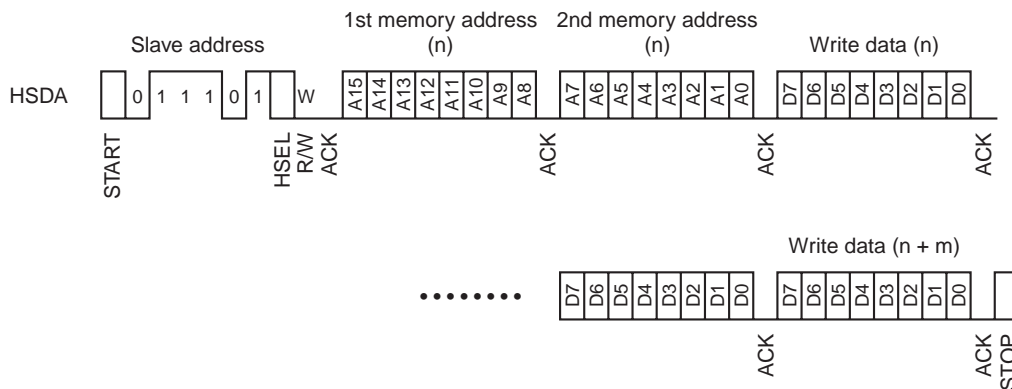 1st memory address 2nd memory address
(n) (n)
Slave address Write data (n)
HSDA 0 1 1 1 0 1 W A15 A14 A13 A12 A11 A10 A9 A8 A7 A6 A5 A4 A3 A2 A1 A0 D7 D6 D5 D4 D3 D2 D1 D0
START HSEL R/W ACK ACK ACK ACK
Write data (n + m)
D7 D6 D5 D4 D3 D2 D1 D0 D7 D6 D5 D4 D3 D2 D1 D0
ACK ACK STOP